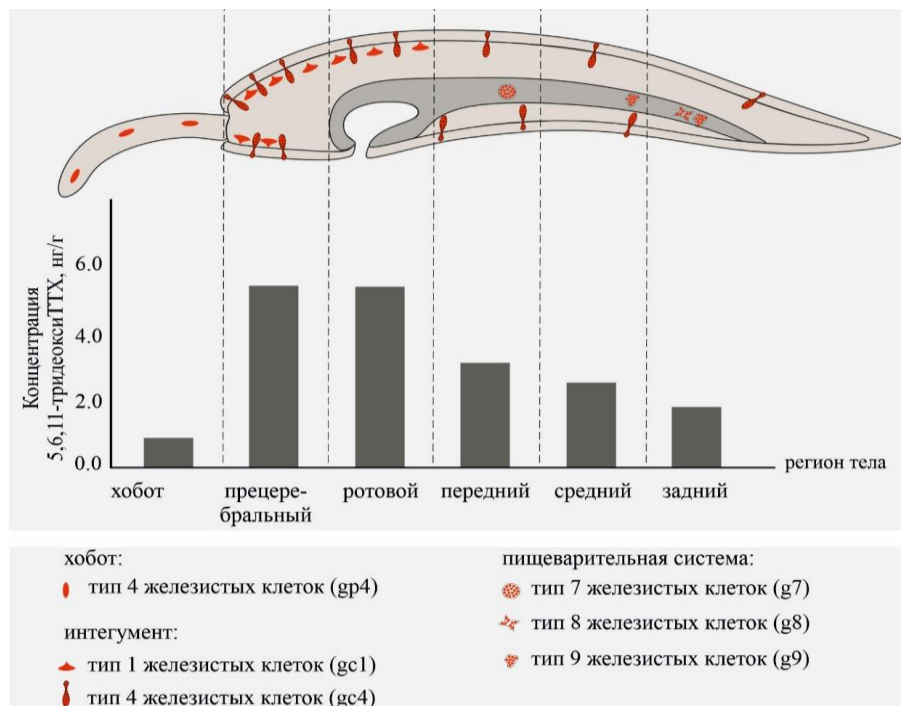 Концентрация
5,6,11-тридеоксиТТХ, нг/г
6.0
4.0
2.0
0.0
регион тела
хобот
прецере-
бральный
ротовой
передний
средний
задний
хобот:
тип 4 железистых клеток (gp4)
интегумент:
тип 1 железистых клеток (gc1)
тип 4 железистых клеток (gc4)
пищеварительная система:
тип 7 железистых клеток (g7)
тип 8 железистых клеток (g8)
тип 9 железистых клеток (g9)